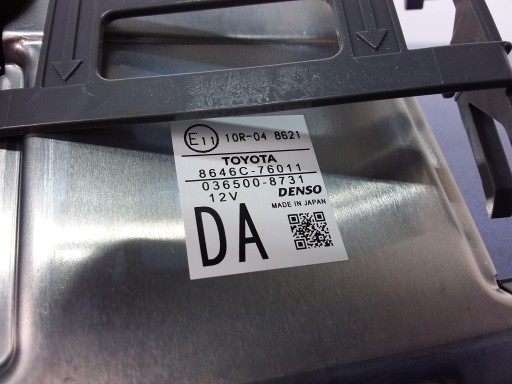 E11 10R-04 8621
TOYOTA
8646C-76011
036500-8731
12V DENSO
MADE IN JAPAN
DA